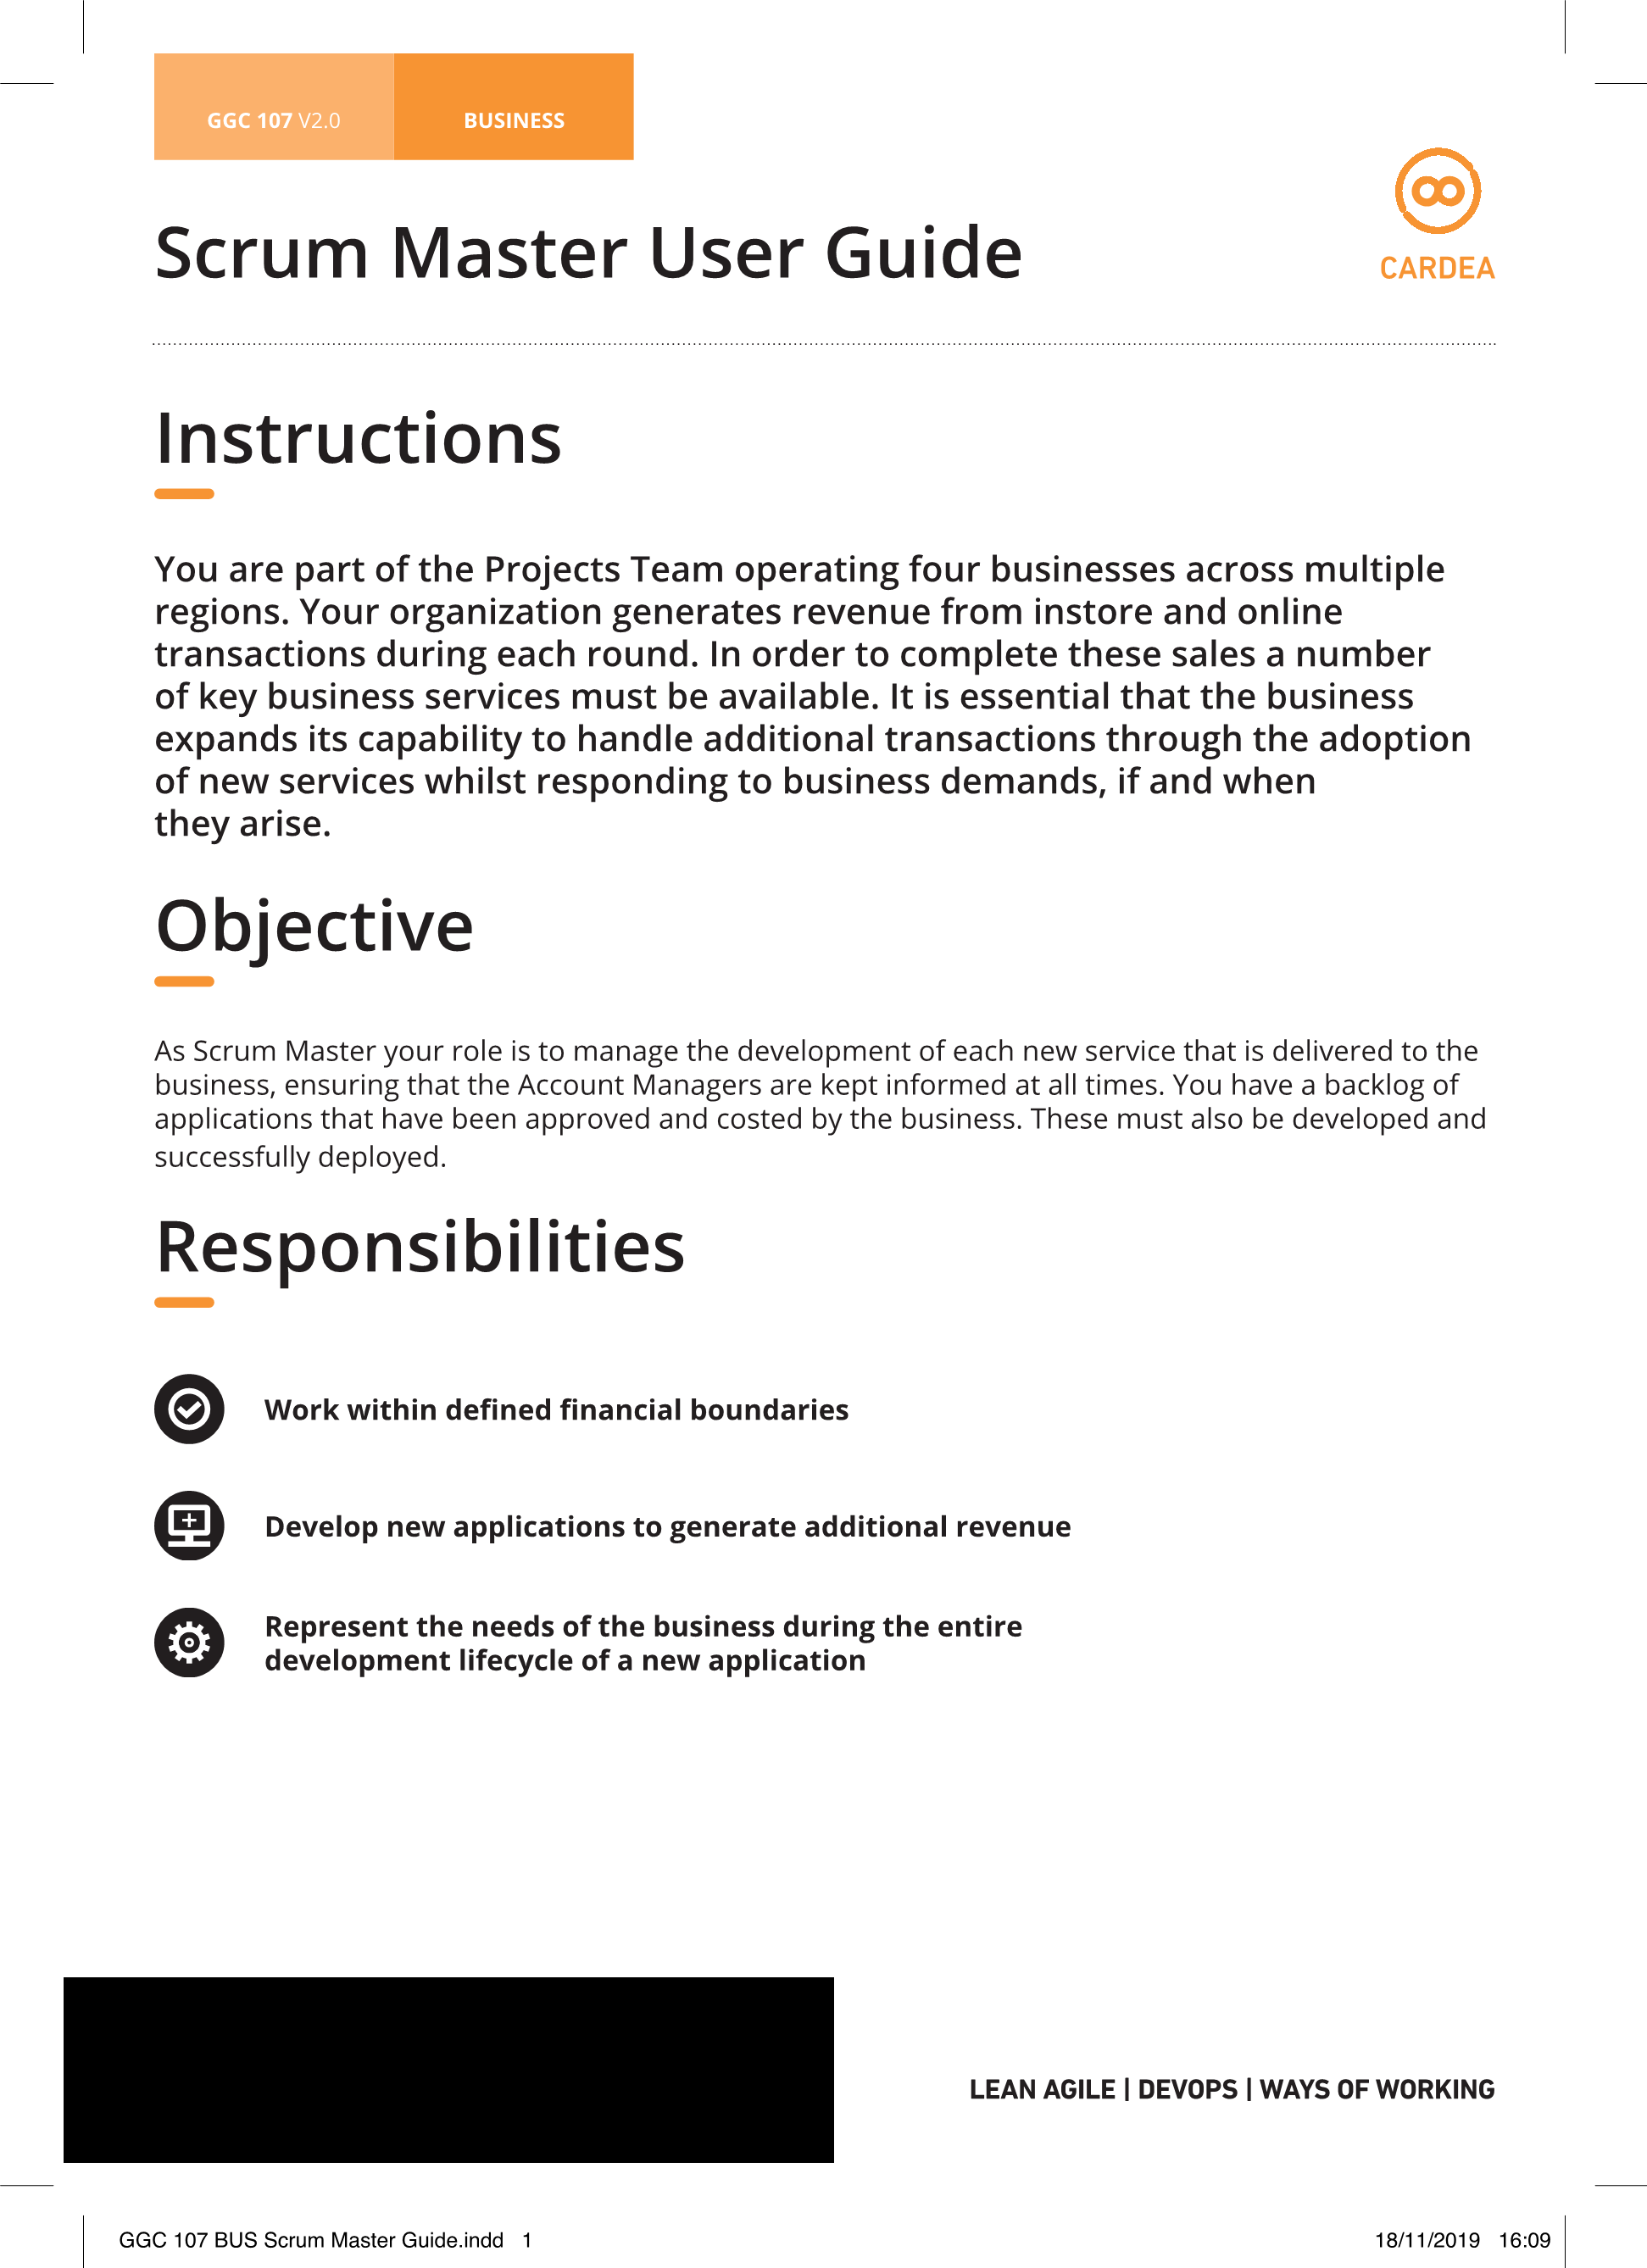 GGC 107 V2.0
BUSINESS
CARDEA
Scrum Master User Guide
Instructions
You are part of the Projects Team operating four businesses across multiple
regions. Your organization generates revenue from instore and online
transactions during each round. In order to complete these sales a number
of key business services must be available. It is essential that the business
expands its capability to handle additional transactions through the adoption
of new services whilst responding to business demands, if and when
they arise.
Objective
As Scrum Master your role is to manage the development of each new service that is delivered to the
business, ensuring that the Account Managers are kept informed at all times. You have a backlog of
applications that have been approved and costed by the business. These must also be developed and
successfully deployed.
Responsibilities
Work within defined financial boundaries
Develop new applications to generate additional revenue
Represent the needs of the business during the entire
development lifecycle of a new application
LEAN AGILE | DEVOPS | WAYS OF WORKING
GGC 107 BUS Scrum Master Guide.indd 1
18/11/2019 16:09